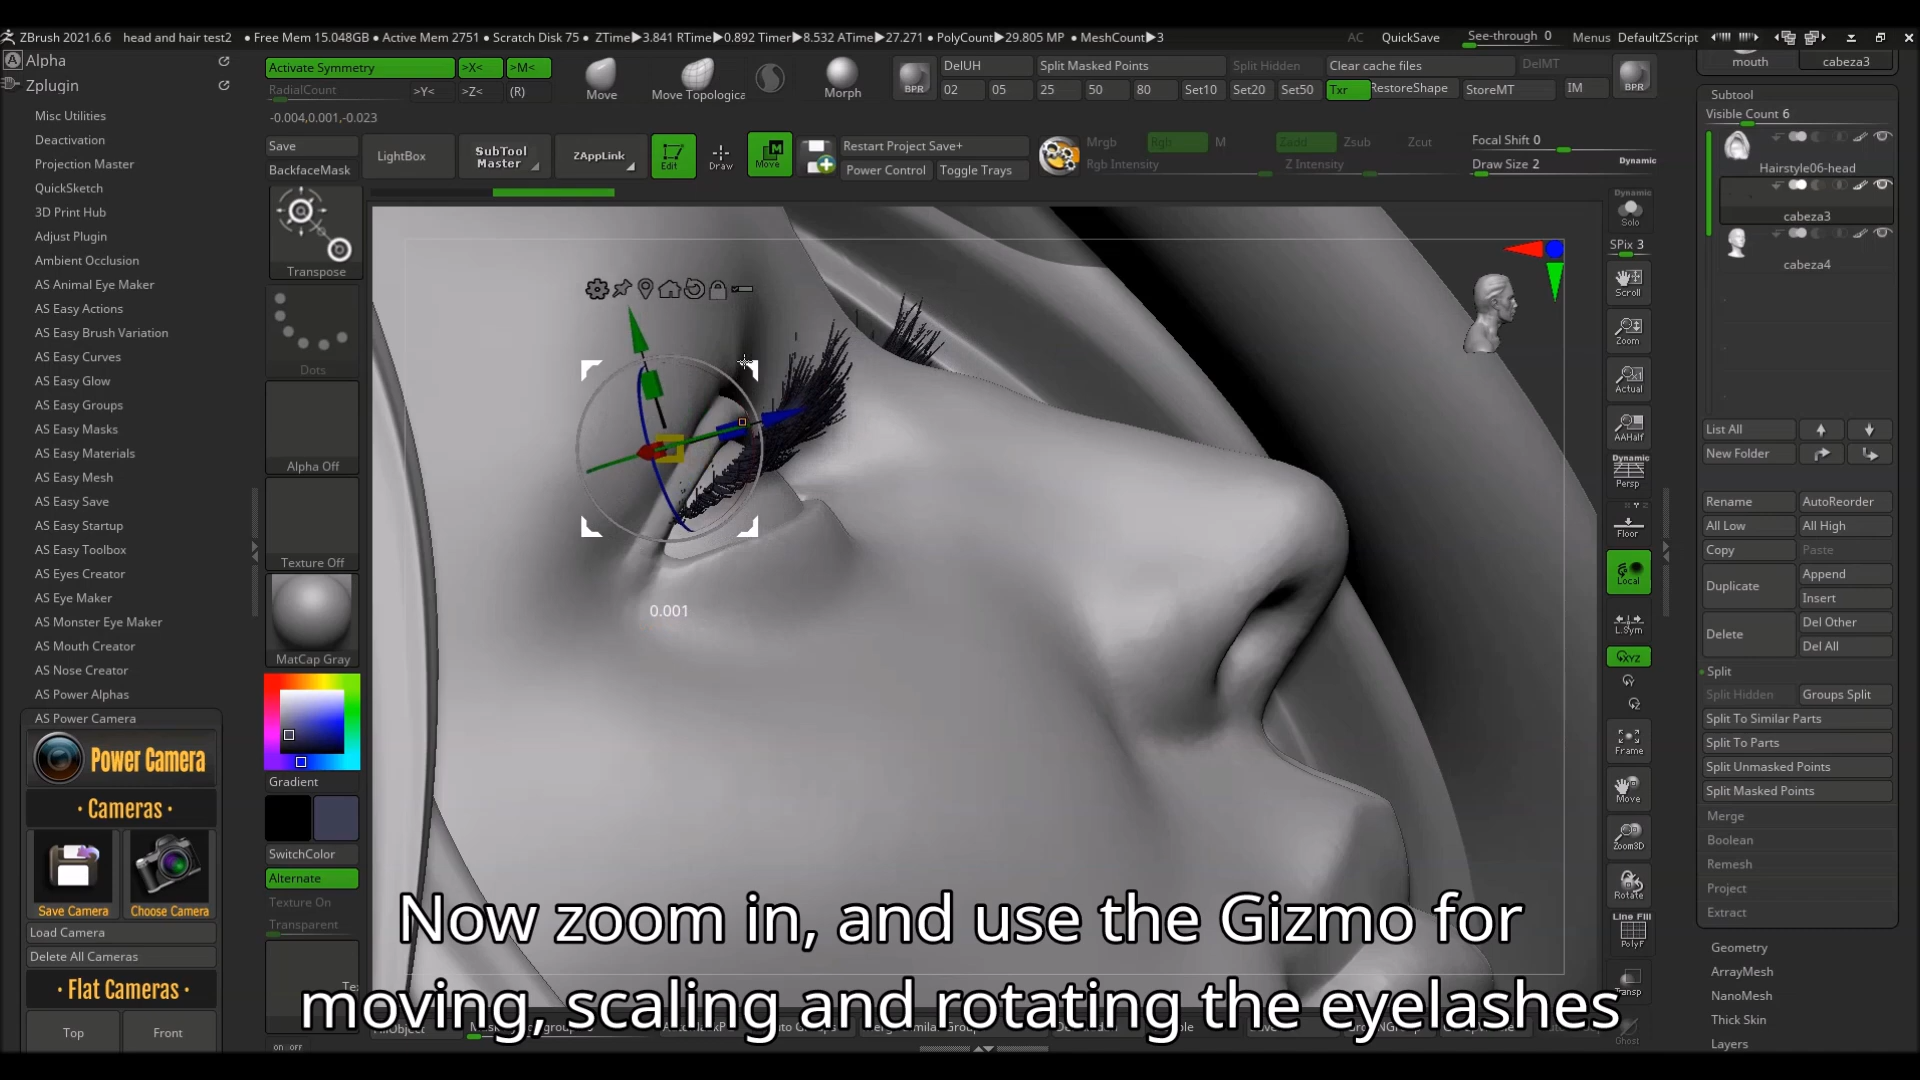 ZBrush 2021.6.6 head and hair test2 • Free Mem 15.048GB • Active Mem 2751 • Scratch Disk 75 • ZTime▶3.841 RTime▶0.892 Timer▶8.532 ATime▶27.271 • PolyCount▶29.805 MP • MeshCount▶3
AC QuickSave See-through 0 Menus DefaultZScript
Alpha
Zplugin
Misc Utilities
Deactivation
Projection Master
QuickSketch
3D Print Hub
Adjust Plugin
Ambient Occlusion
AS Animal Eye Maker
AS Easy Actions
AS Easy Brush Variation
AS Easy Curves
AS Easy Glow
AS Easy Groups
AS Easy Masks
AS Easy Materials
AS Easy Mesh
AS Easy Save
AS Easy Startup
AS Easy Toolbox
AS Eyes Creator
AS Eye Maker
AS Monster Eye Maker
AS Mouth Creator
AS Nose Creator
AS Power Alphas
AS Power Camera
Power Camera
· Cameras ·
Save Camera Choose Camera
Load Camera
Delete All Cameras
· Flat Cameras ·
Top Front
Activate Symmetry >X< >M<
RadialCount >Y< >Z< (R)
-0.004,0.001,-0.023
Move Move Topologica Morph
BPR
DelUH Split Masked Points Split Hidden Clear cache files DelMT
02 05 25 50 80 Set10 Set20 Set50 Txr RestoreShape StoreMT IM
BPR
Save
BackfaceMask
LightBox
SubTool
Master
ZAppLink
Edit Draw Move
Restart Project Save+
Power Control Toggle Trays
Mrgb Rgb M Zadd Zsub Zcut
Rgb Intensity Z Intensity
Focal Shift 0
Draw Size 2 Dynamic
Transpose
Dots
Alpha Off
Texture Off
MatCap Gray
Gradient
SwitchColor
Alternate
Texture On
Transparent
on off
0.001
Dynamic
Solo
SPix 3
Scroll
Zoom
Actual
AAHalf
Dynamic
Persp
Floor
Local
L.Sym
XYZ
Frame
Move
Zoom3D
Rotate
Line Fill
PolyF
Transp
Ghost
mouth cabeza3
Subtool
Visible Count 6
Hairstyle06-head
cabeza3
cabeza4
List All
New Folder
Rename AutoReorder
All Low All High
Copy Paste
Duplicate Append
Insert
Delete Del Other
Del All
Split
Split Hidden Groups Split
Split To Similar Parts
Split To Parts
Split Unmasked Points
Split Masked Points
Merge
Boolean
Remesh
Project
Extract
Geometry
ArrayMesh
NanoMesh
Thick Skin
Layers
Now zoom in, and use the Gizmo for
moving, scaling and rotating the eyelashes